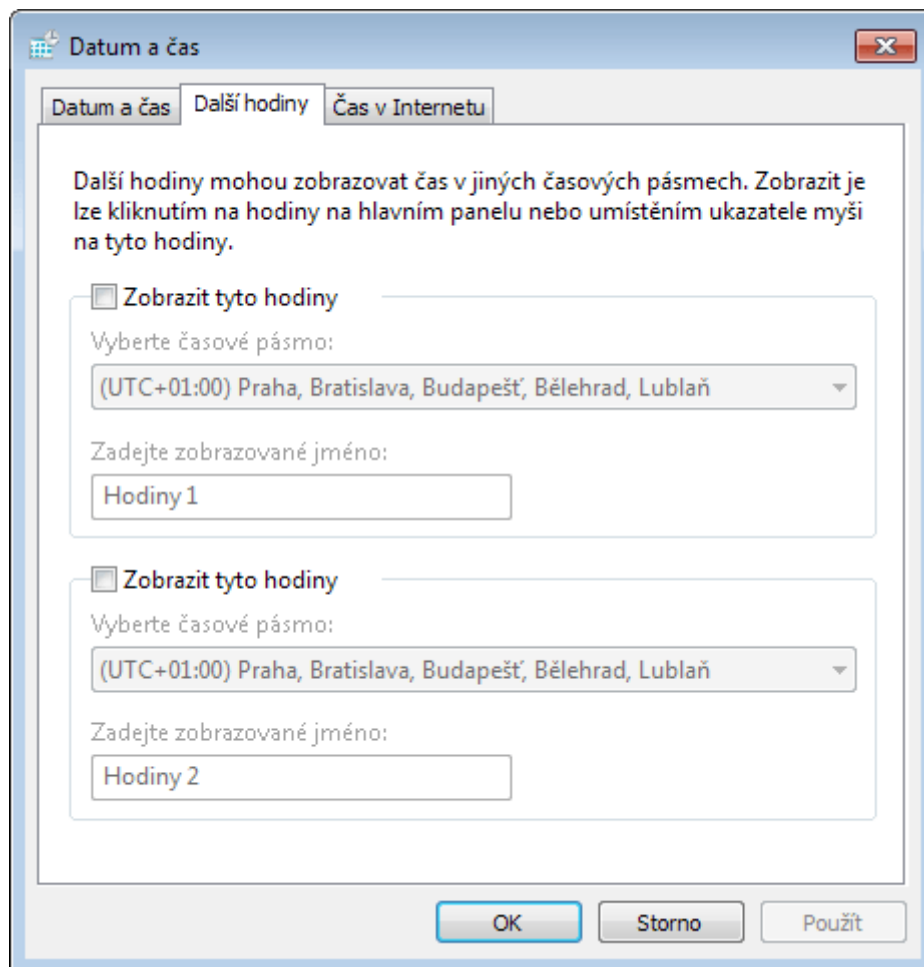 Datum a čas
Datum a čas
Další hodiny
Čas v Internetu
Další hodiny mohou zobrazovat čas v jiných časových pásmech. Zobrazit je
lze kliknutím na hodiny na hlavním panelu nebo umístěním ukazatele myši
na tyto hodiny.
Zobrazit tyto hodiny
Vyberte časové pásmo:
(UTC+01:00) Praha, Bratislava, Budapešť, Bělehrad, Lublaň
Zadejte zobrazované jméno:
Hodiny 1
Zobrazit tyto hodiny
Vyberte časové pásmo:
(UTC+01:00) Praha, Bratislava, Budapešť, Bělehrad, Lublaň
Zadejte zobrazované jméno:
Hodiny 2
OK
Storno
Použít